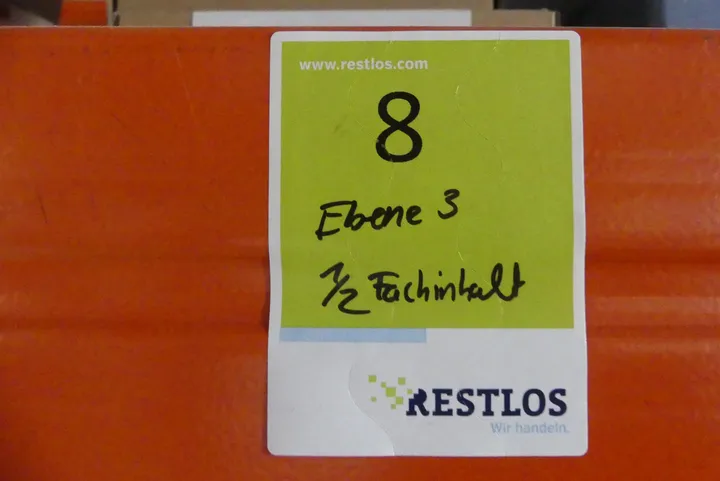 www.restlos.com
8
Ebene 3
1/2 Fachinhalt
RESTLOS
Wir handeln.